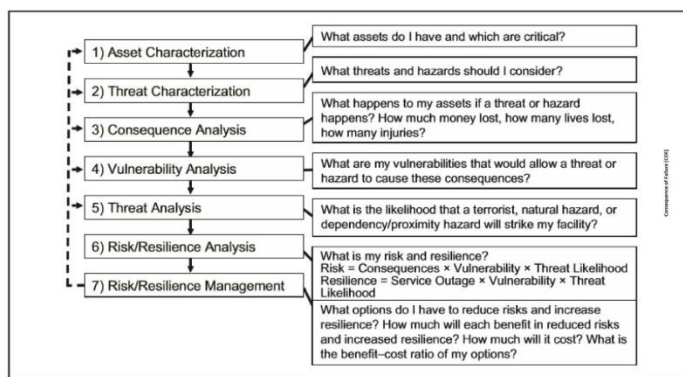 1) Asset Characterization
What assets do I have and which are critical?
2) Threat Characterization
What threats and hazards should I consider?
3) Consequence Analysis
What happens to my assets if a threat or hazard
happens? How much money lost, how many lives lost,
how many injuries?
4) Vulnerability Analysis
What are my vulnerabilities that would allow a threat or
hazard to cause these consequences?
5) Threat Analysis
What is the likelihood that a terrorist, natural hazard, or
dependency/proximity hazard will strike my facility?
6) Risk/Resilience Analysis
What is my risk and resilience?
Risk = Consequences × Vulnerability × Threat Likelihood
Resilience = Service Outage × Vulnerability × Threat
Likelihood
7) Risk/Resilience Management
What options do I have to reduce risks and increase
resilience? How much will each benefit in reduced risks
and increased resilience? How much will it cost? What is
the benefit–cost ratio of my options?
Consequence of Failure (COF)